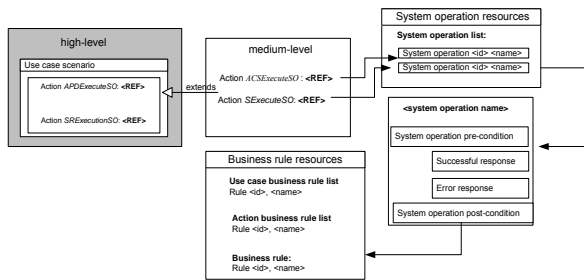 high-level
Use case scenario
Action APDExecuteSO: <REF>
Action SRExecutionSO: <REF>
extends
medium-level
Action ACSExecuteSO : <REF>
Action SExecuteSO: <REF>
System operation resources
System operation list:
System operation <id> <name>
System operation <id> <name>
<system operation name>
System operation pre-condition
Successful response
Error response
System operation post-condition
Business rule resources
Use case business rule list
Rule <id>, <name>
Action business rule list
Rule <id>, <name>
Business rule:
Rule <id>, <name>